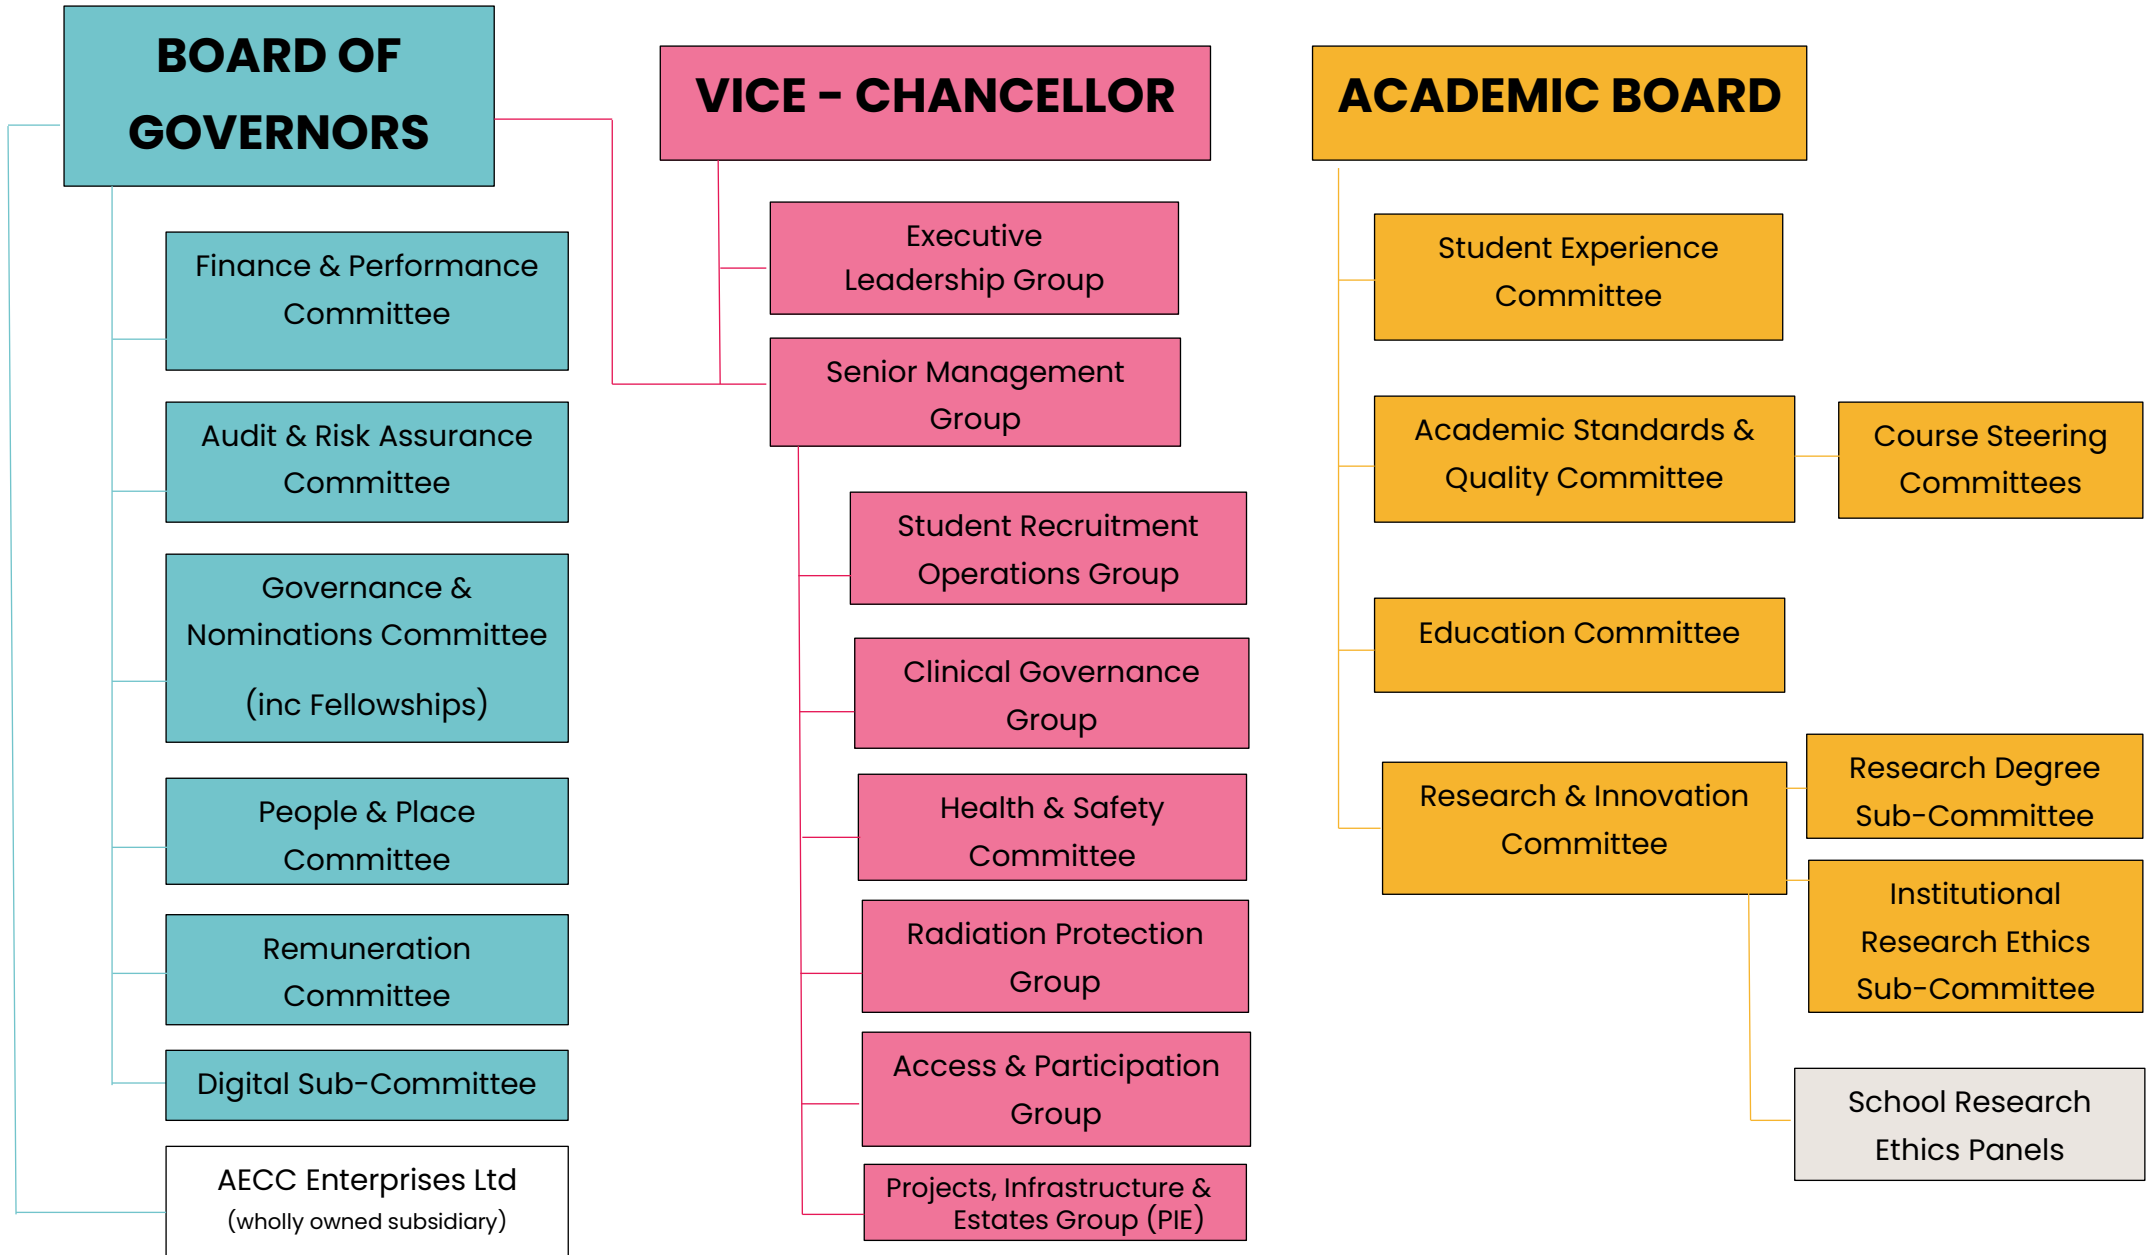 BOARD OF
GOVERNORS
Finance & Performance
Committee
Audit & Risk Assurance
Committee
Governance &
Nominations Committee
(inc Fellowships)
People & Place
Committee
Remuneration
Committee
Digital Sub-Committee
AECC Enterprises Ltd
(wholly owned subsidiary)
VICE - CHANCELLOR
Executive
Leadership Group
Senior Management
Group
Student Recruitment
Operations Group
Clinical Governance
Group
Health & Safety
Committee
Radiation Protection
Group
Access & Participation
Group
Projects, Infrastructure &
Estates Group (PIE)
ACADEMIC BOARD
Student Experience
Committee
Academic Standards &
Quality Committee
Course Steering
Committees
Education Committee
Research & Innovation
Committee
Research Degree
Sub-Committee
Institutional
Research Ethics
Sub-Committee
School Research
Ethics Panels